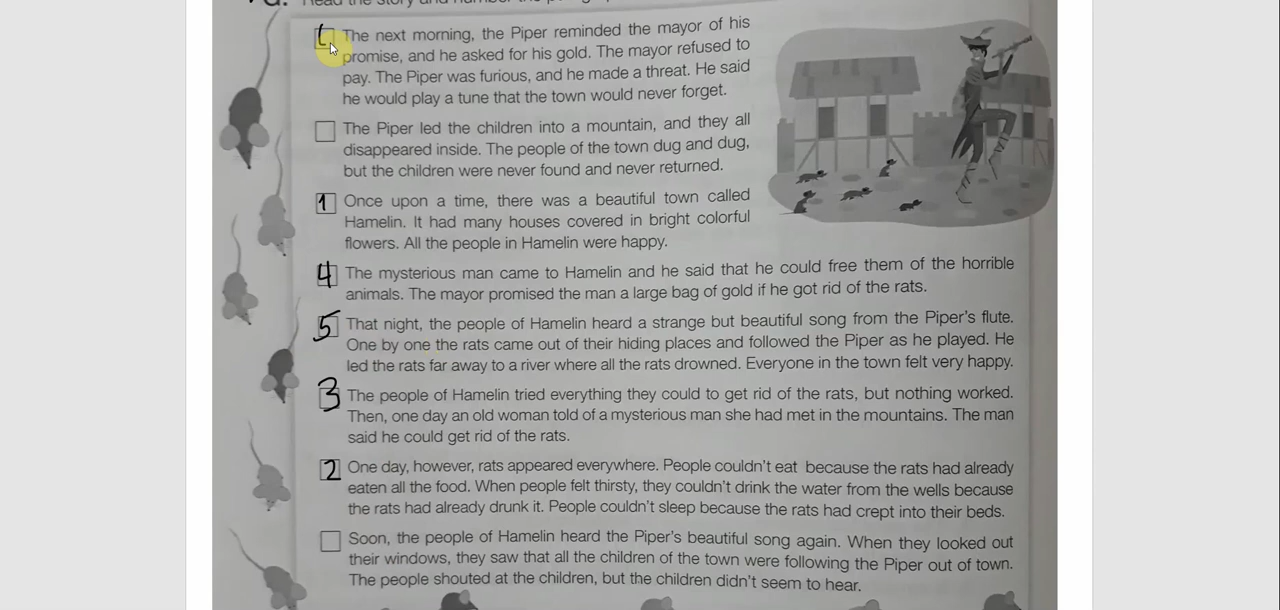 The next morning, the Piper reminded the mayor of his
promise, and he asked for his gold. The mayor refused to
pay. The Piper was furious, and he made a threat. He said
he would play a tune that the town would never forget.
The Piper led the children into a mountain, and they all
disappeared inside. The people of the town dug and dug,
but the children were never found and never returned.
1 Once upon a time, there was a beautiful town called
Hamelin. It had many houses covered in bright colorful
flowers. All the people in Hamelin were happy.
4 The mysterious man came to Hamelin and he said that he could free them of the horrible
animals. The mayor promised the man a large bag of gold if he got rid of the rats.
5 That night, the people of Hamelin heard a strange but beautiful song from the Piper's flute.
One by one the rats came out of their hiding places and followed the Piper as he played. He
led the rats far away to a river where all the rats drowned. Everyone in the town felt very happy.
3 The people of Hamelin tried everything they could to get rid of the rats, but nothing worked.
Then, one day an old woman told of a mysterious man she had met in the mountains. The man
said he could get rid of the rats.
2 One day, however, rats appeared everywhere. People couldn't eat because the rats had already
eaten all the food. When people felt thirsty, they couldn't drink the water from the wells because
the rats had already drunk it. People couldn't sleep because the rats had crept into their beds.
Soon, the people of Hamelin heard the Piper's beautiful song again. When they looked out
their windows, they saw that all the children of the town were following the Piper out of town.
The people shouted at the children, but the children didn't seem to hear.